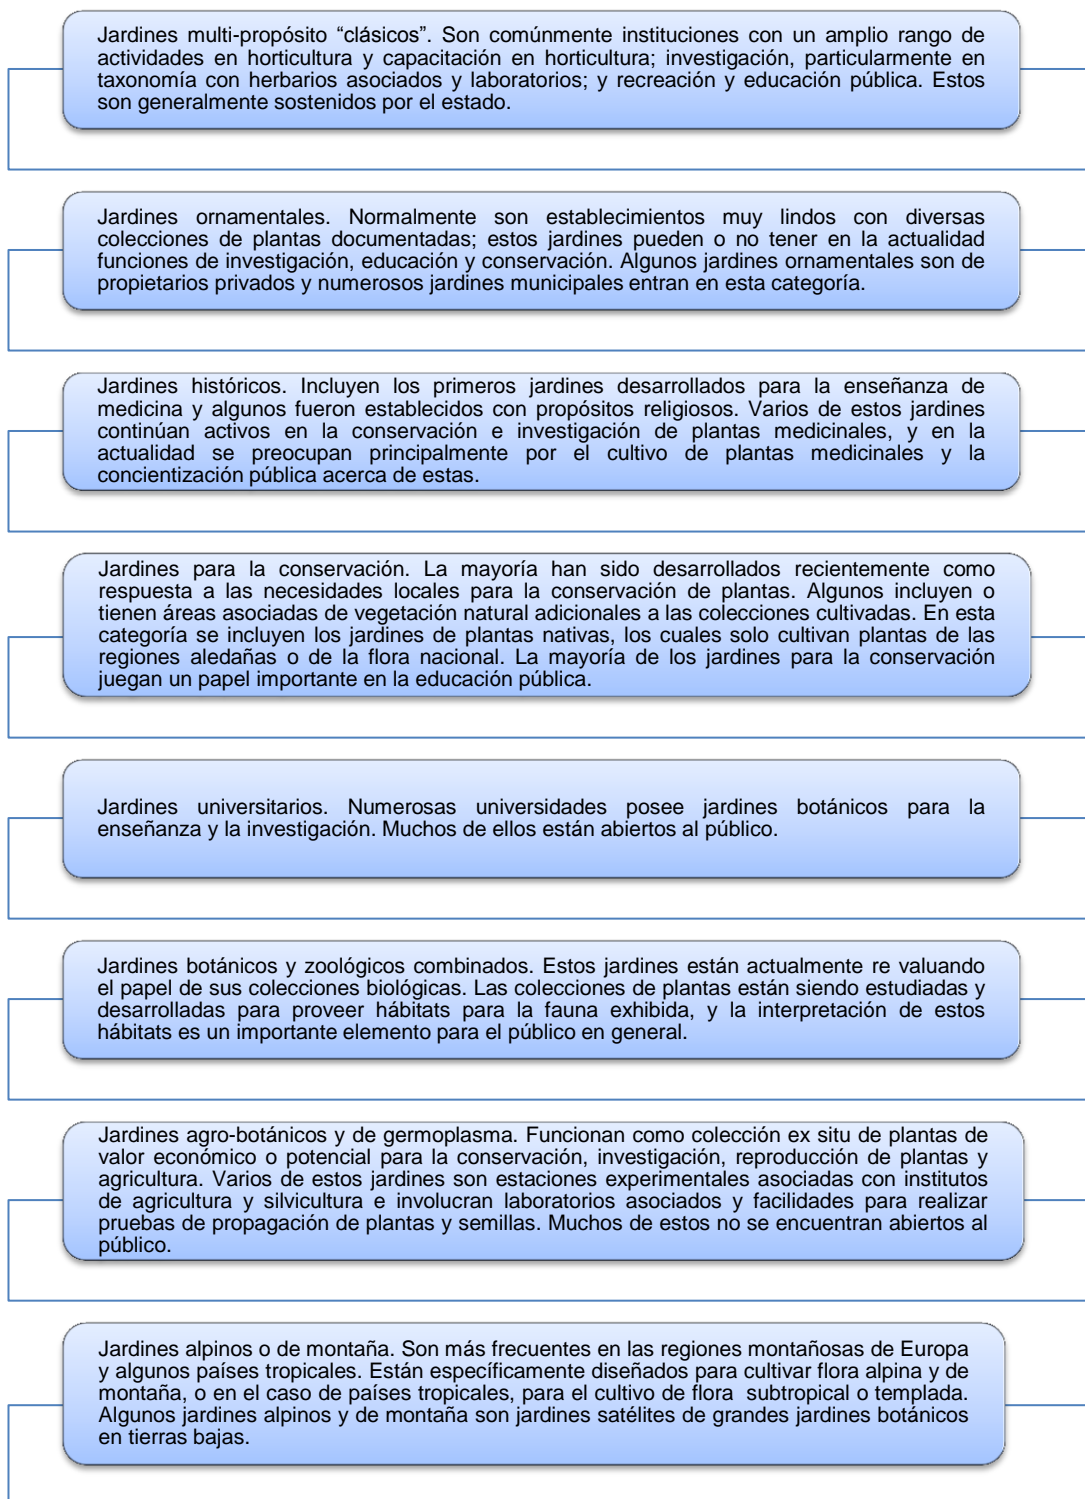 Jardines multi-propósito “clásicos”. Son comúnmente instituciones con un amplio rango de
actividades en horticultura y capacitación en horticultura; investigación, particularmente en
taxonomía con herbarios asociados y laboratorios; y recreación y educación pública. Estos
son generalmente sostenidos por el estado.
Jardines ornamentales. Normalmente son establecimientos muy lindos con diversas
colecciones de plantas documentadas; estos jardines pueden o no tener en la actualidad
funciones de investigación, educación y conservación. Algunos jardines ornamentales son de
propietarios privados y numerosos jardines municipales entran en esta categoría.
Jardines históricos. Incluyen los primeros jardines desarrollados para la enseñanza de
medicina y algunos fueron establecidos con propósitos religiosos. Varios de estos jardines
continúan activos en la conservación e investigación de plantas medicinales, y en la
actualidad se preocupan principalmente por el cultivo de plantas medicinales y la
concientización pública acerca de estas.
Jardines para la conservación. La mayoría han sido desarrollados recientemente como
respuesta a las necesidades locales para la conservación de plantas. Algunos incluyen o
tienen áreas asociadas de vegetación natural adicionales a las colecciones cultivadas. En esta
categoría se incluyen los jardines de plantas nativas, los cuales solo cultivan plantas de las
regiones aledañas o de la flora nacional. La mayoría de los jardines para la conservación
juegan un papel importante en la educación pública.
Jardines universitarios. Numerosas universidades posee jardines botánicos para la
enseñanza y la investigación. Muchos de ellos están abiertos al público.
Jardines botánicos y zoológicos combinados. Estos jardines están actualmente re valuando
el papel de sus colecciones biológicas. Las colecciones de plantas están siendo estudiadas y
desarrolladas para proveer hábitats para la fauna exhibida, y la interpretación de estos
hábitats es un importante elemento para el público en general.
Jardines agro-botánicos y de germoplasma. Funcionan como colección ex situ de plantas de
valor económico o potencial para la conservación, investigación, reproducción de plantas y
agricultura. Varios de estos jardines son estaciones experimentales asociadas con institutos
de agricultura y silvicultura e involucran laboratorios asociados y facilidades para realizar
pruebas de propagación de plantas y semillas. Muchos de estos no se encuentran abiertos al
público.
Jardines alpinos o de montaña. Son más frecuentes en las regiones montañosas de Europa
y algunos países tropicales. Están específicamente diseñados para cultivar flora alpina y de
montaña, o en el caso de países tropicales, para el cultivo de flora subtropical o templada.
Algunos jardines alpinos y de montaña son jardines satélites de grandes jardines botánicos
en tierras bajas.